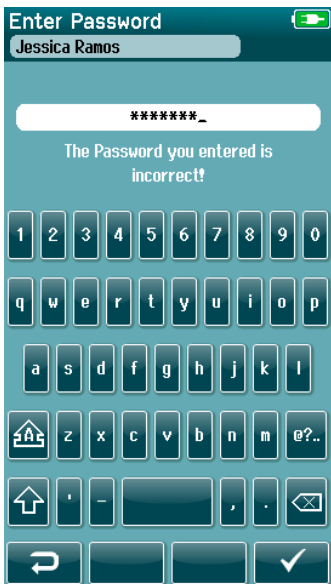 Enter Password
Jessica Ramos
*******_
The Password you entered is
incorrect!
1 2 3 4 5 6 7 8 9 0
q w e r t y u i o p
a s d f g h j k l
A z x c v b n m @?..
' - , .